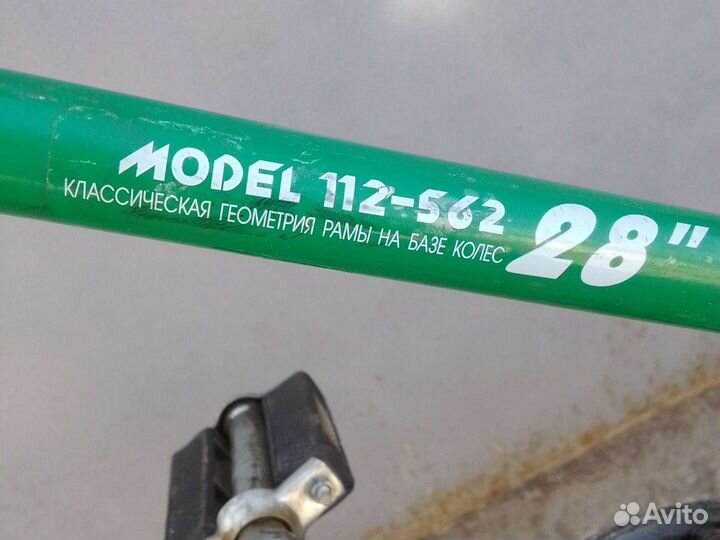 MODEL 112-562
КЛАССИЧЕСКАЯ ГЕОМЕТРИЯ РАМЫ НА БАЗЕ КОЛЕС 28"
Avito